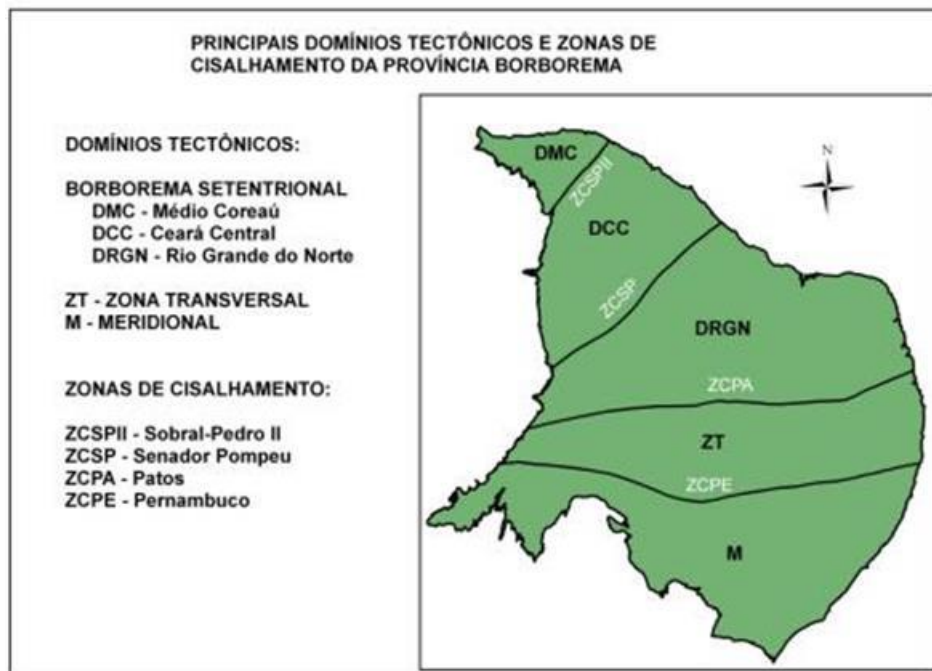 PRINCIPAIS DOMÍNIOS TECTÔNICOS E ZONAS DE
CISALHAMENTO DA PROVÍNCIA BORBOREMA
DOMÍNIOS TECTÔNICOS:
BORBOREMA SETENTRIONAL
DMC - Médio Coreaú
DCC - Ceará Central
DRGN - Rio Grande do Norte
ZT - ZONA TRANSVERSAL
M - MERIDIONAL
ZONAS DE CISALHAMENTO:
ZCSPII - Sobral-Pedro II
ZCSP - Senador Pompeu
ZCPA - Patos
ZCPE - Pernambuco
N
DMC
ZCSPII
DCC
ZCSP
DRGN
ZCPA
ZT
ZCPE
M